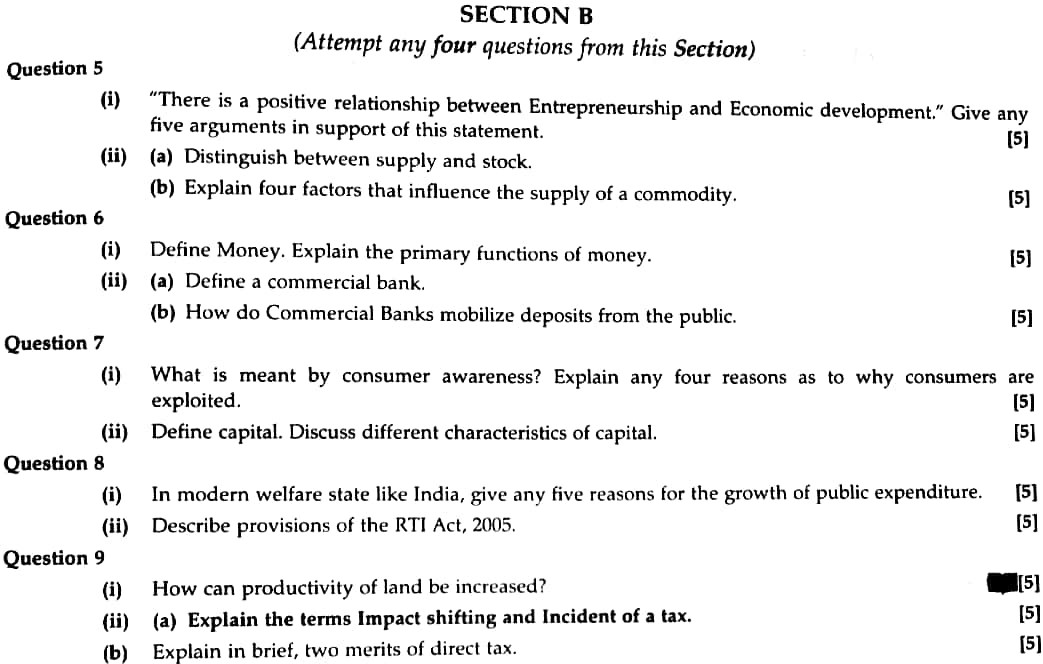 SECTION B
(Attempt any four questions from this Section)
Question 5
(i) "There is a positive relationship between Entrepreneurship and Economic development." Give any
five arguments in support of this statement. [5]
(ii) (a) Distinguish between supply and stock.
(b) Explain four factors that influence the supply of a commodity. [5]
Question 6
(i) Define Money. Explain the primary functions of money. [5]
(ii) (a) Define a commercial bank.
(b) How do Commercial Banks mobilize deposits from the public. [5]
Question 7
(i) What is meant by consumer awareness? Explain any four reasons as to why consumers are
exploited. [5]
(ii) Define capital. Discuss different characteristics of capital. [5]
Question 8
(i) In modern welfare state like India, give any five reasons for the growth of public expenditure. [5]
(ii) Describe provisions of the RTI Act, 2005. [5]
Question 9
(i) How can productivity of land be increased? [5]
(ii) (a) Explain the terms Impact shifting and Incident of a tax. [5]
(b) Explain in brief, two merits of direct tax. [5]